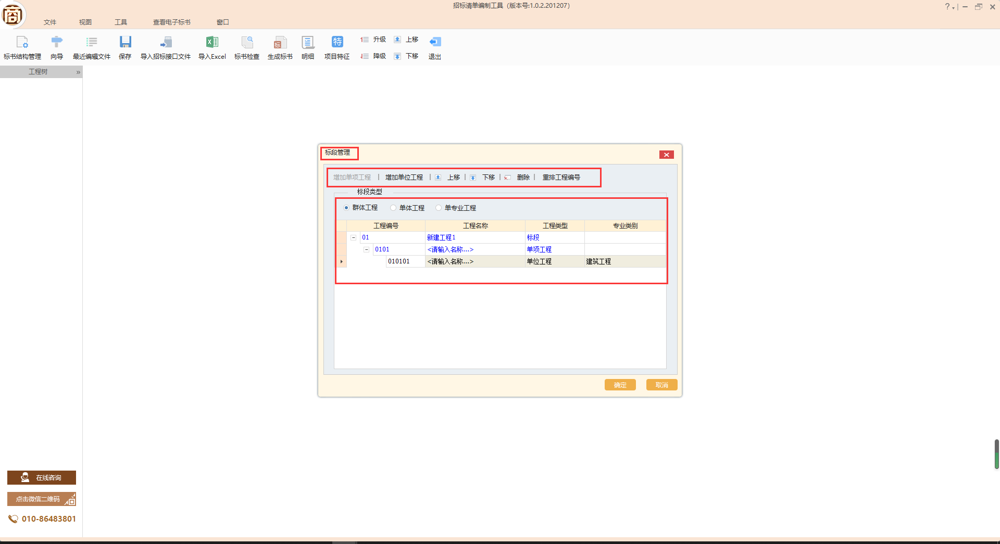 招标清单编制工具（版本号:1.0.2.201207）
商
文件 视图 工具 查看电子标书 窗口
标书结构管理 向导 最近编辑文件 保存 导入招标接口文件 导入Excel 标书检查 生成标书 明细 项目特征 升级 上移 退出
标 特
降级 下移
工程树 »
标段管理
增加单项工程 | 增加单位工程 | 上移 | 下移 | 删除 | 重排工程编号
标段类型
群体工程 单体工程 单专业工程
工程编号 工程名称 工程类型 专业类别
01 新建工程1 标段
0101 <请输入名称...> 单项工程
010101 <请输入名称...> 单位工程 建筑工程
确定 取消
在线咨询
点击微信二维码
010-86483801